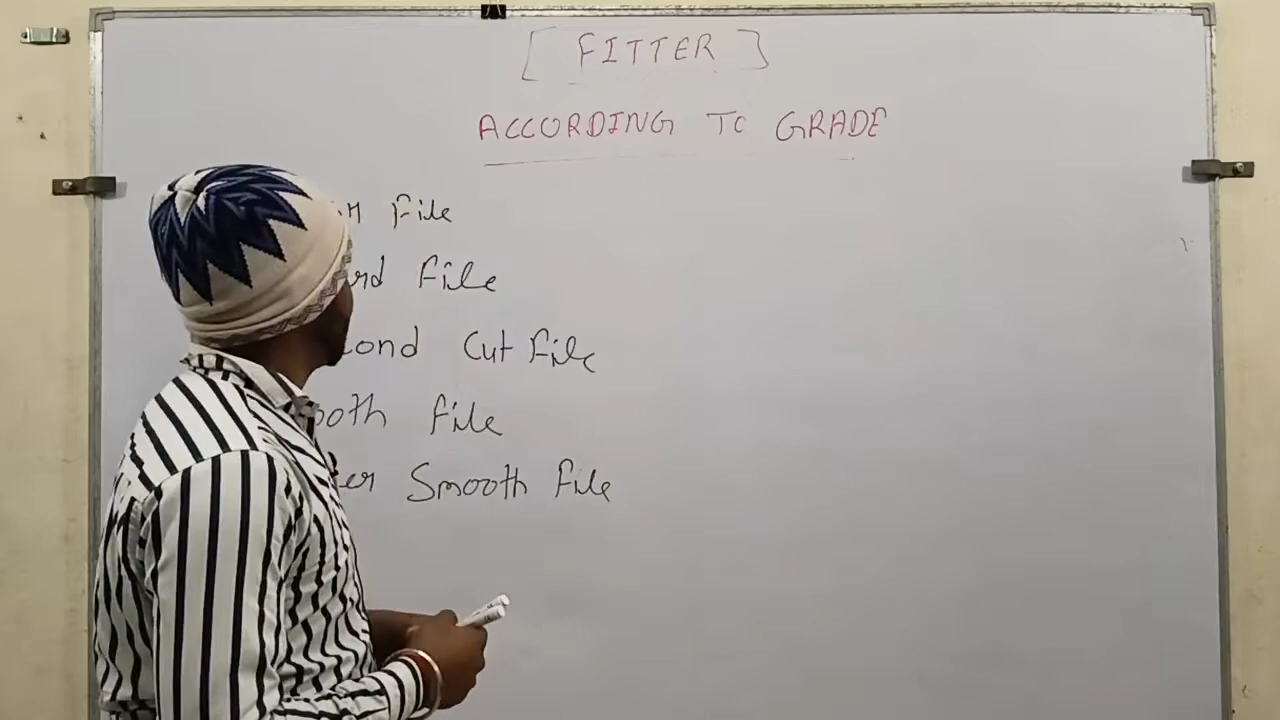 [ FITTER ]
ACCORDING TO GRADE
File
File
Cut File
File
Smooth File